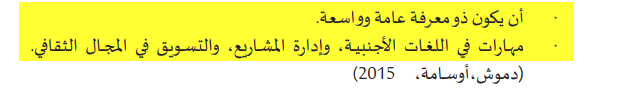 · أن يكون ذو معرفة عامة وواسعة.
· مهارات في اللغات الأجنبية، وإدارة المشاريع، والتسويق في المجال الثقافي.
(دموش،أوسامة، 2015)